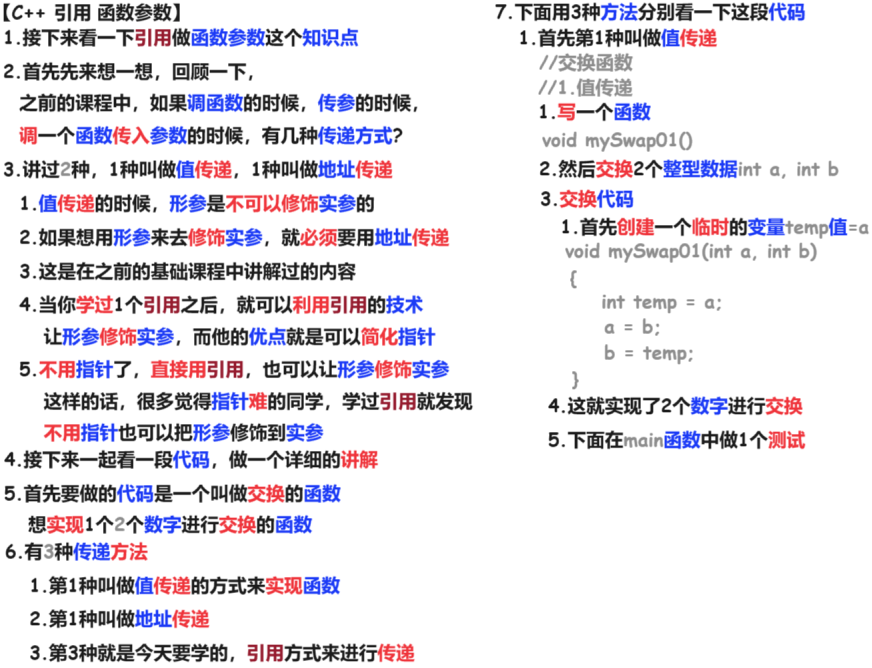 【C++ 引用 函数参数】
1.接下来看一下引用做函数参数这个知识点
2.首先先来想一想，回顾一下，
之前的课程中，如果调函数的时候，传参的时候，
调一个函数传入参数的时候，有几种传递方式?
3.讲过2种，1种叫做值传递，1种叫做地址传递
1.值传递的时候，形参是不可以修饰实参的
2.如果想用形参来去修饰实参，就必须要用地址传递
3.这是在之前的基础课程中讲解过的内容
4.当你学过1个引用之后，就可以利用引用的技术
让形参修饰实参，而他的优点就是可以简化指针
5.不用指针了，直接用引用，也可以让形参修饰实参
这样的话，很多觉得指针难的同学，学过引用就发现
不用指针也可以把形参修饰到实参
4.接下来一起看一段代码，做一个详细的讲解
5.首先要做的代码是一个叫做交换的函数
想实现1个2个数字进行交换的函数
6.有3种传递方法
1.第1种叫做值传递的方式来实现函数
2.第1种叫做地址传递
3.第3种就是今天要学的，引用方式来进行传递
7.下面用3种方法分别看一下这段代码
1.首先第1种叫做值传递
//交换函数
//1.值传递
1.写一个函数
void mySwap01()
2.然后交换2个整型数据int a, int b
3.交换代码
1.首先创建一个临时的变量temp值=a
void mySwap01(int a, int b)
{
int temp = a;
a = b;
b = temp;
}
4.这就实现了2个数字进行交换
5.下面在main函数中做1个测试